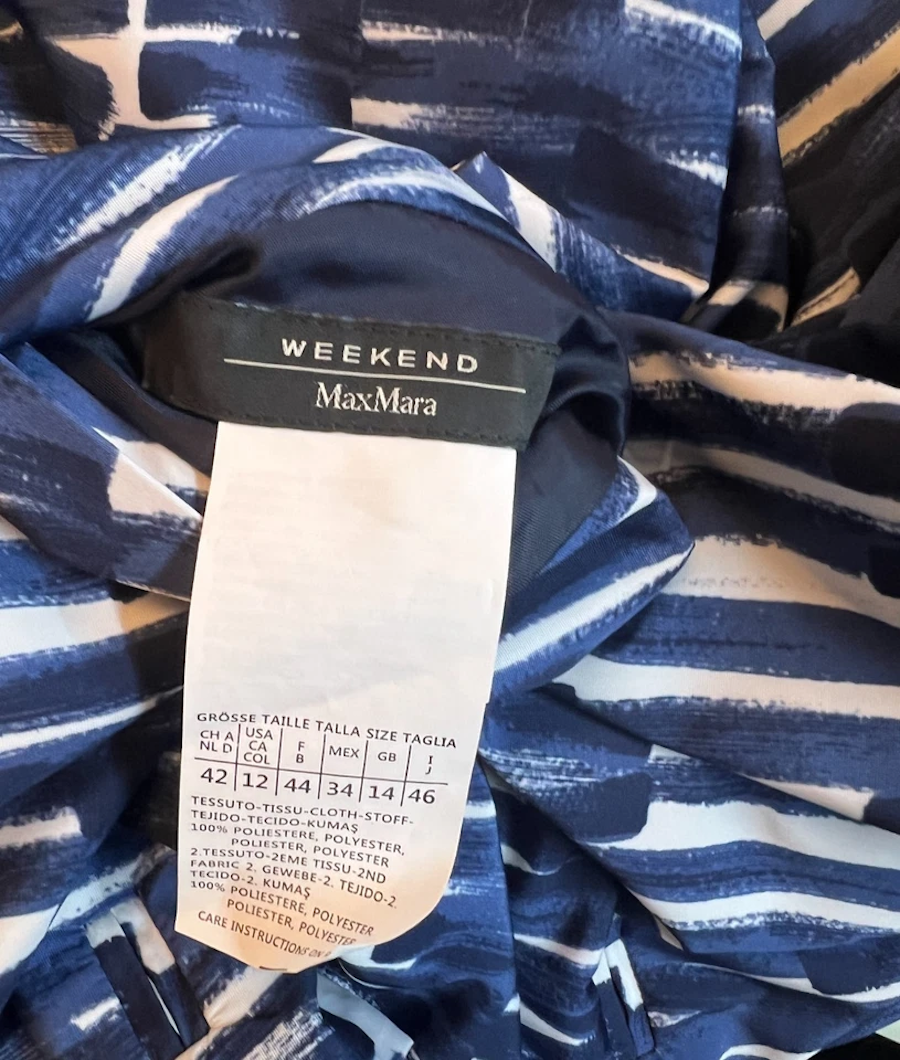 WEEKEND
MaxMara
GRÖSSE TAILLE TALLA SIZE TAGLIA
CH A NL D USA CA COL F B MEX GB I J
42 12 44 34 14 46
TESSUTO-TISSU-CLOTH-STOFF-
TEJIDO-TECIDO-KUMAŞ
100% POLIESTERE, POLYESTER,
POLIESTER, POLYESTER
2.TESSUTO-2EME TISSU-2ND
FABRIC 2. GEWEBE-2. TEJIDO-2.
TECIDO-2. KUMAŞ
100% POLIESTERE, POLYESTER
POLIESTER, POLYESTER
CARE INSTRUCTIONS ON